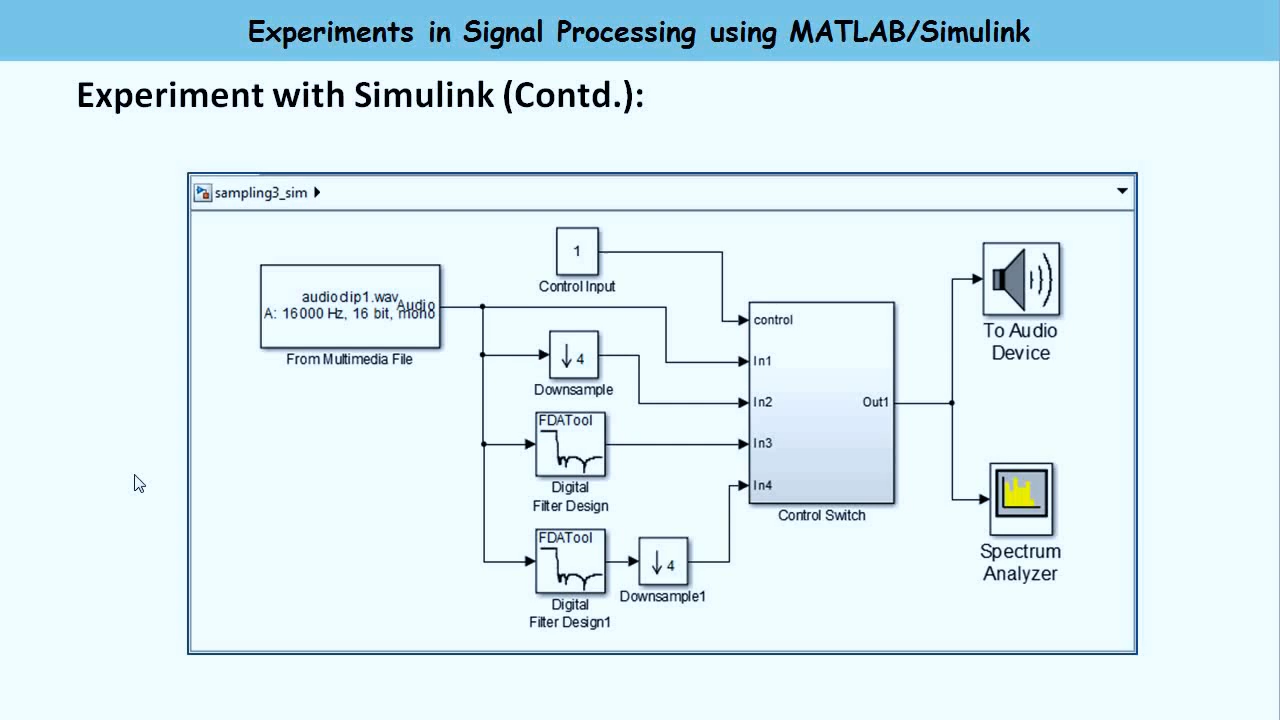 Experiments in Signal Processing using MATLAB/Simulink
Experiment with Simulink (Contd.):
sampling3_sim
1
Control Input
audioclip1.wav
Audio
A: 16000 Hz, 16 bit, mono
From Multimedia File
4
Downsample
FDATool
Digital
Filter Design
FDATool
Digital
Filter Design1
4
Downsample1
control
In1
In2
In3
In4
Out1
Control Switch
To Audio
Device
Spectrum
Analyzer